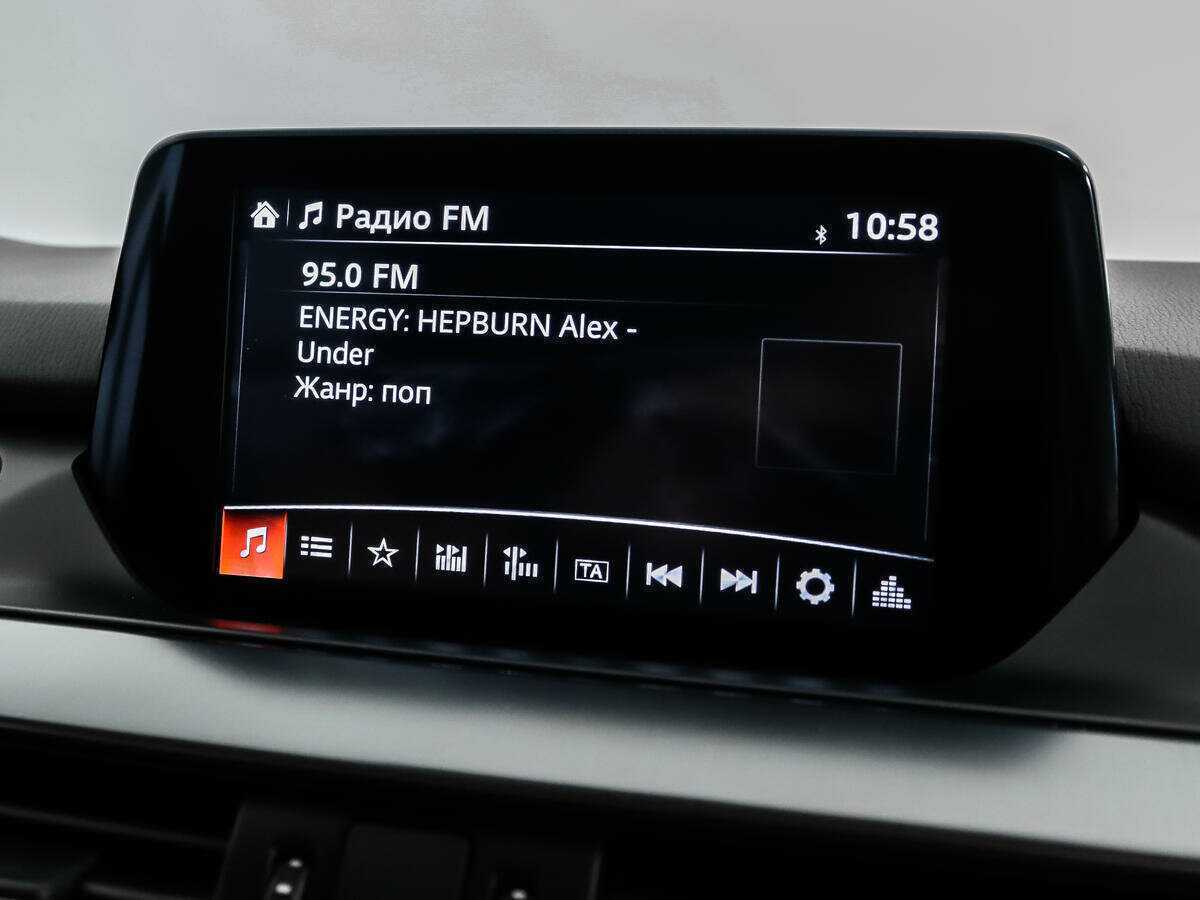 Радио FM
10:58
95.0 FM
ENERGY: HEPBURN Alex -
Under
Жанр: поп
TA